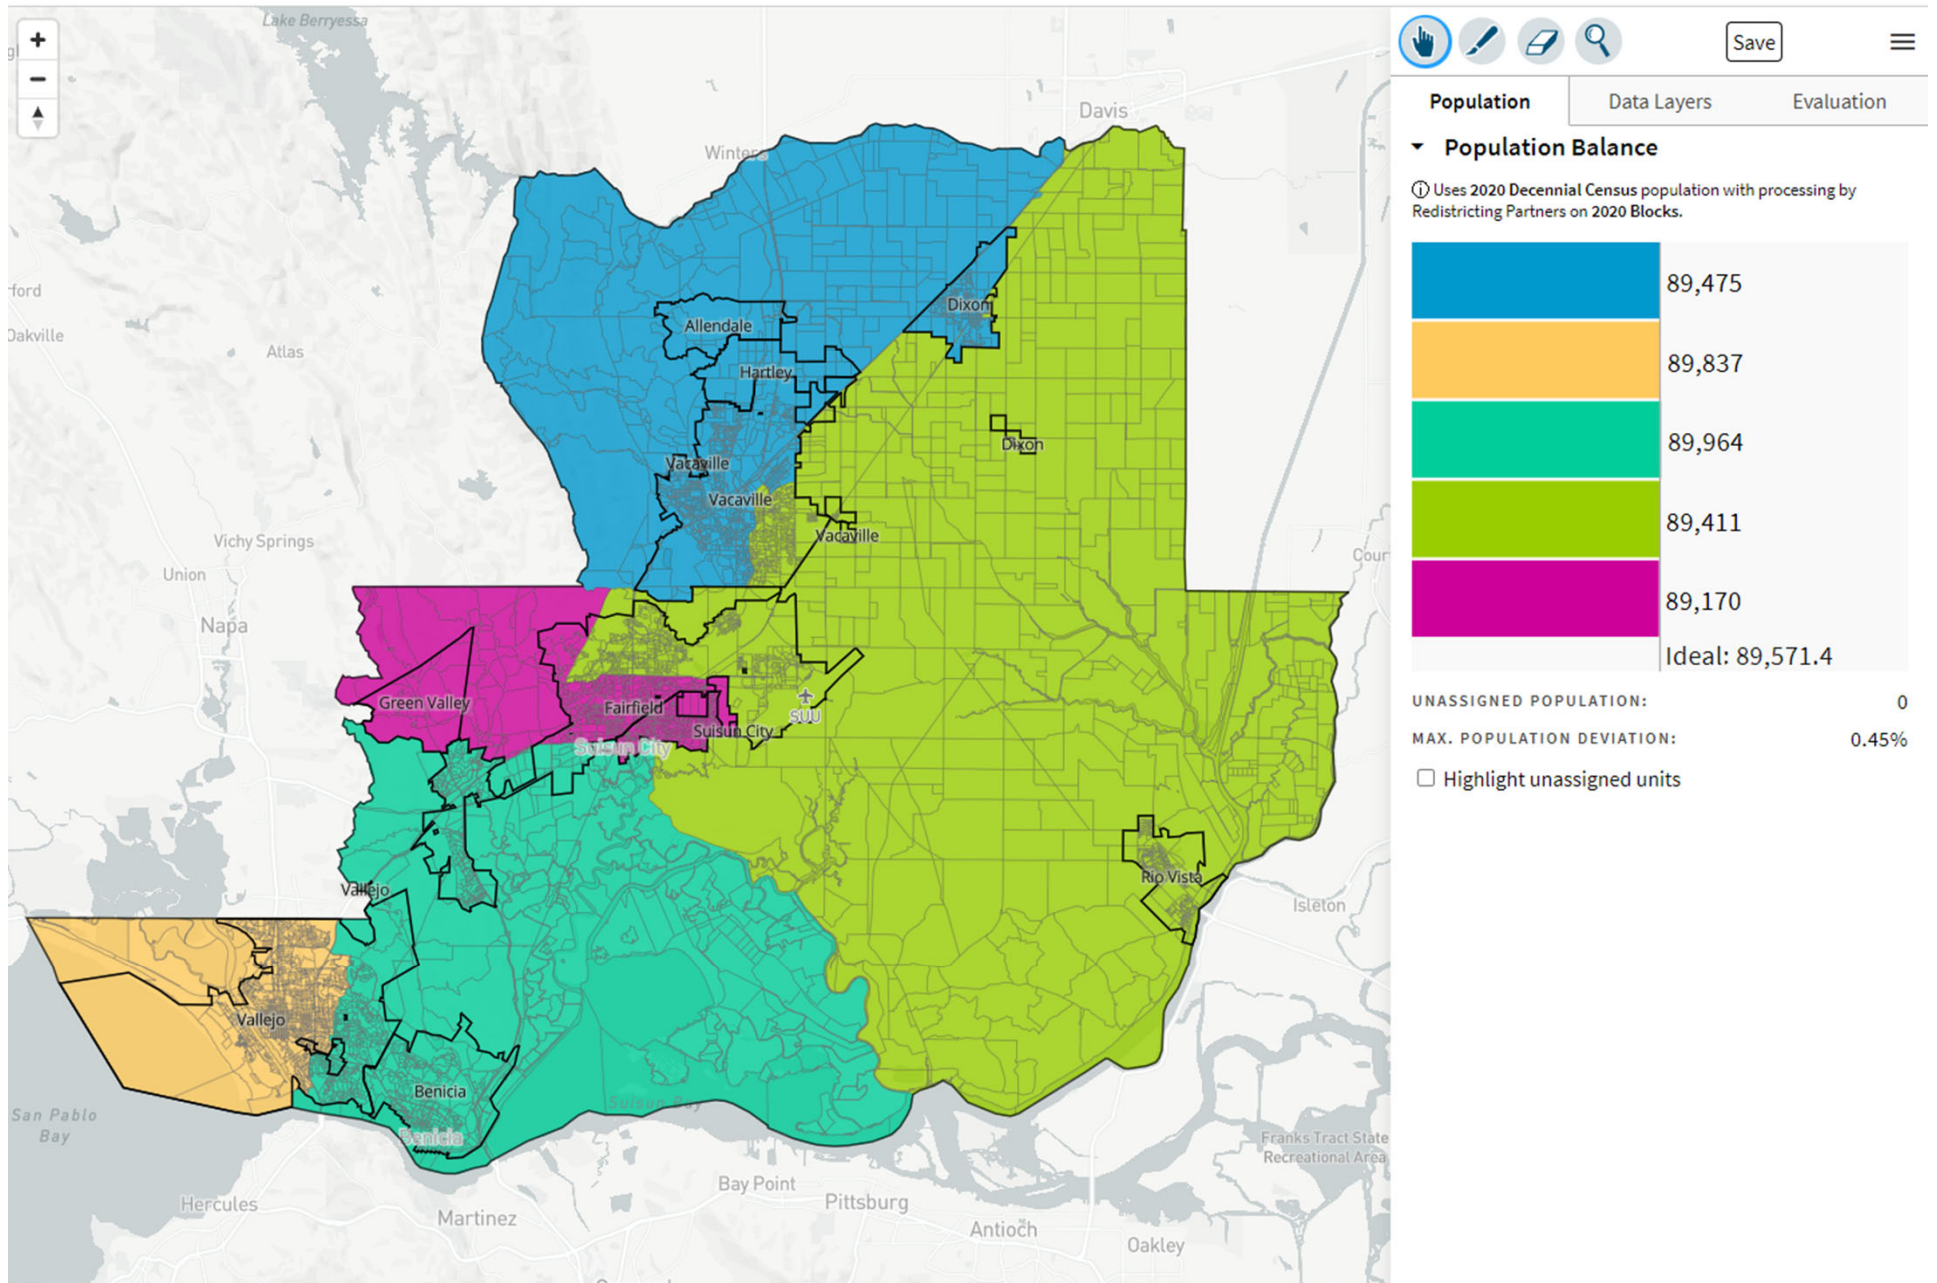 Lake Berryessa
Save
Population
Data Layers
Evaluation
Davis
Winters
Population Balance
Uses 2020 Decennial Census population with processing by
Redistricting Partners on 2020 Blocks.
89,475
rford
Dixon
Allendale
Oakville
Atlas
89,837
Hartley
89,964
Dixon
Vacaville
Vacaville
89,411
Vacaville
Vichy Springs
Union
89,170
Napa
Ideal: 89,571.4
Green Valley
Fairfield
SUU
UNASSIGNED POPULATION: 0
Suisun City
Suisun City
MAX. POPULATION DEVIATION: 0.45%
Highlight unassigned units
Rio Vista
Vallejo
Isleton
Vallejo
Benicia
Suisun Bay
San Pablo
Bay
Benicia
Franks Tract State
Recreational Area
Bay Point
Hercules
Pittsburg
Martinez
Antioch
Oakley